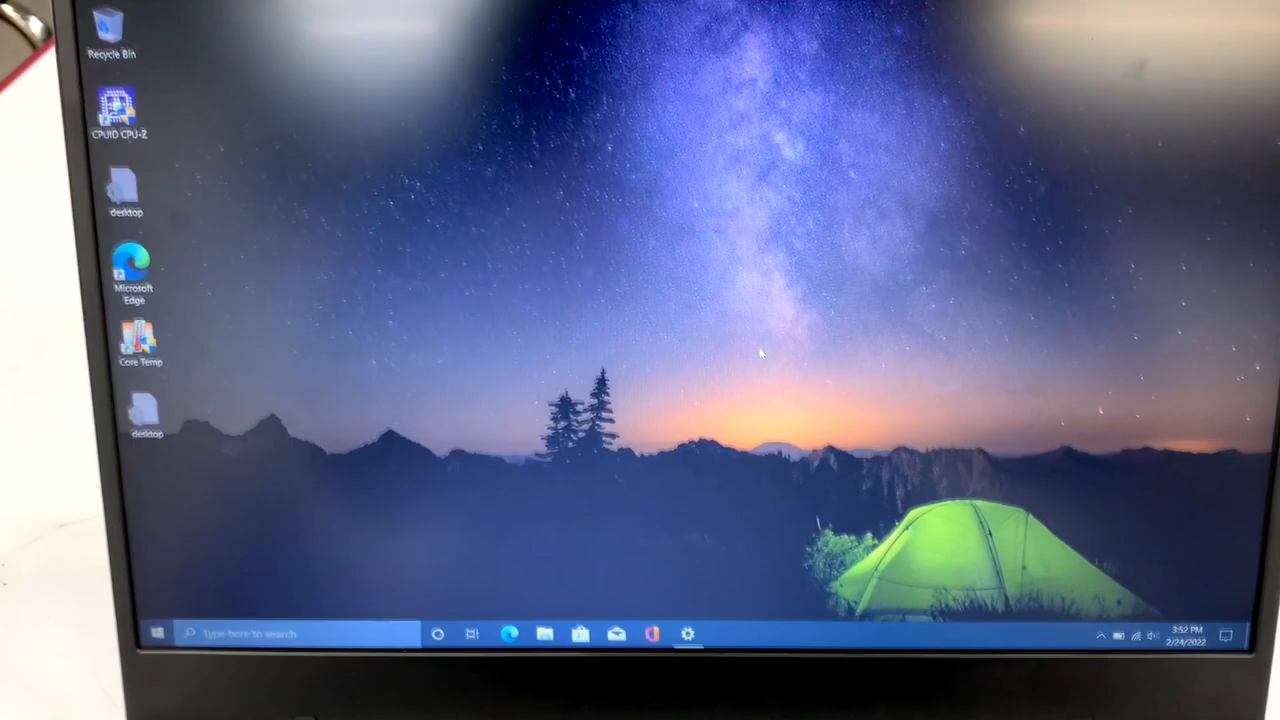 Recycle Bin
CPUID CPU-Z
desktop
Microsoft
Edge
Core Temp
desktop
Type here to search
3:52 PM
2/24/2022